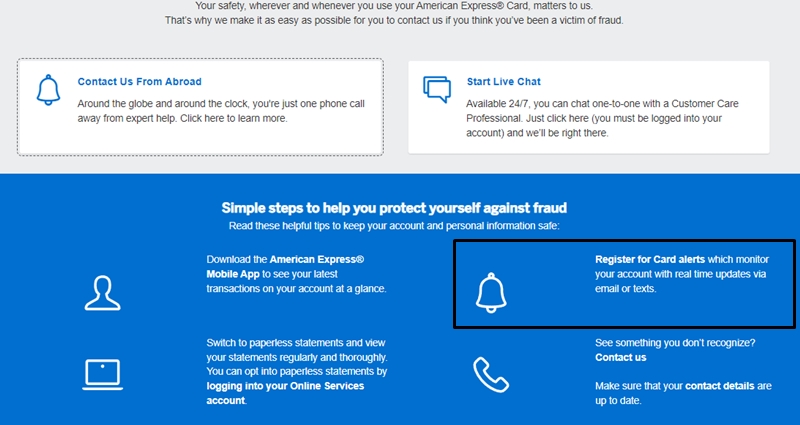 Your safety, wherever and whenever you use your American Express® Card, matters to us.
That's why we make it as easy as possible for you to contact us if you think you've been a victim of fraud.
Contact Us From Abroad
Around the globe and around the clock, you're just one phone call
away from expert help. Click here to learn more.
Start Live Chat
Available 24/7, you can chat one-to-one with a Customer Care
Professional. Just click here (you must be logged into your
account) and we'll be right there.
Simple steps to help you protect yourself against fraud
Read these helpful tips to keep your account and personal information safe:
Download the American Express®
Mobile App to see your latest
transactions on your account at a glance.
Register for Card alerts which monitor
your account with real time updates via
email or texts.
Switch to paperless statements and view
your statements regularly and thoroughly.
You can opt into paperless statements by
logging into your Online Services
account.
See something you don't recognize?
Contact us
Make sure that your contact details are
up to date.